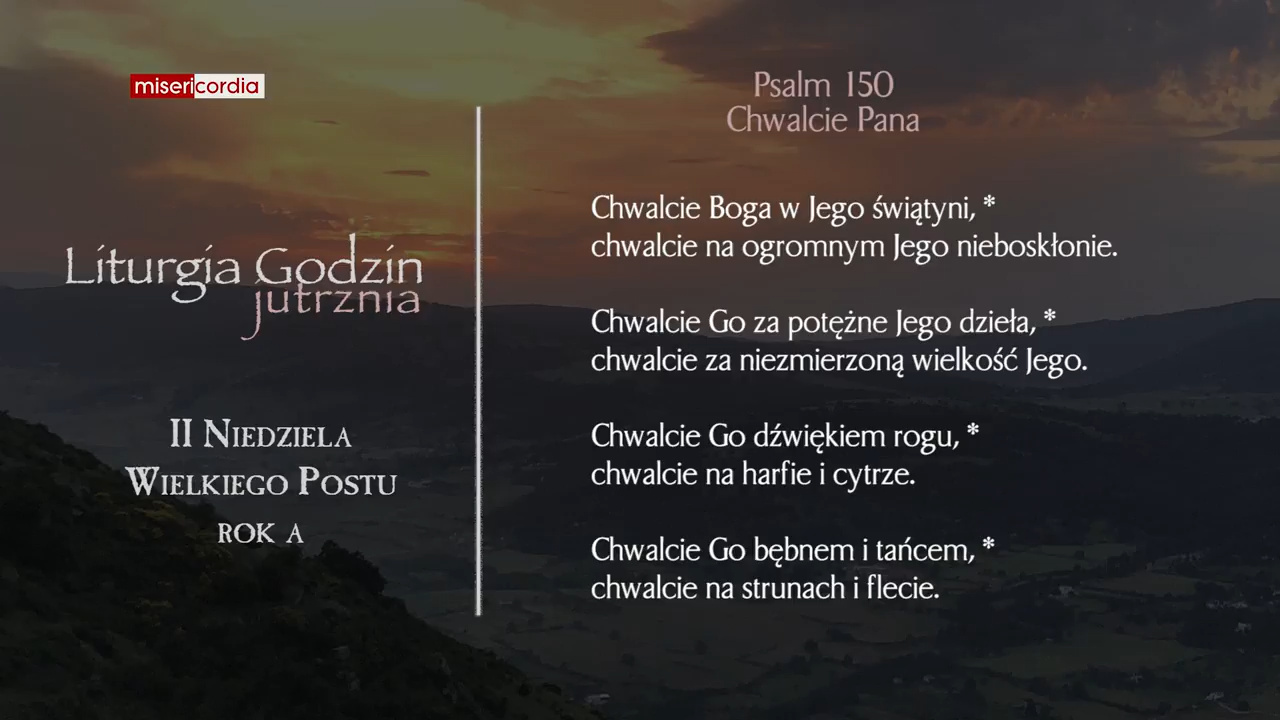 misericordia
Liturgia Godzin
jutrznia
II Niedziela
Wielkiego Postu
rok a
Psalm 150
Chwalcie Pana
Chwalcie Boga w Jego świątyni, *
chwalcie na ogromnym Jego nieboskłonie.
Chwalcie Go za potężne Jego dzieła, *
chwalcie za niezmierzoną wielkość Jego.
Chwalcie Go dźwiękiem rogu, *
chwalcie na harfie i cytrze.
Chwalcie Go bębnem i tańcem, *
chwalcie na strunach i flecie.